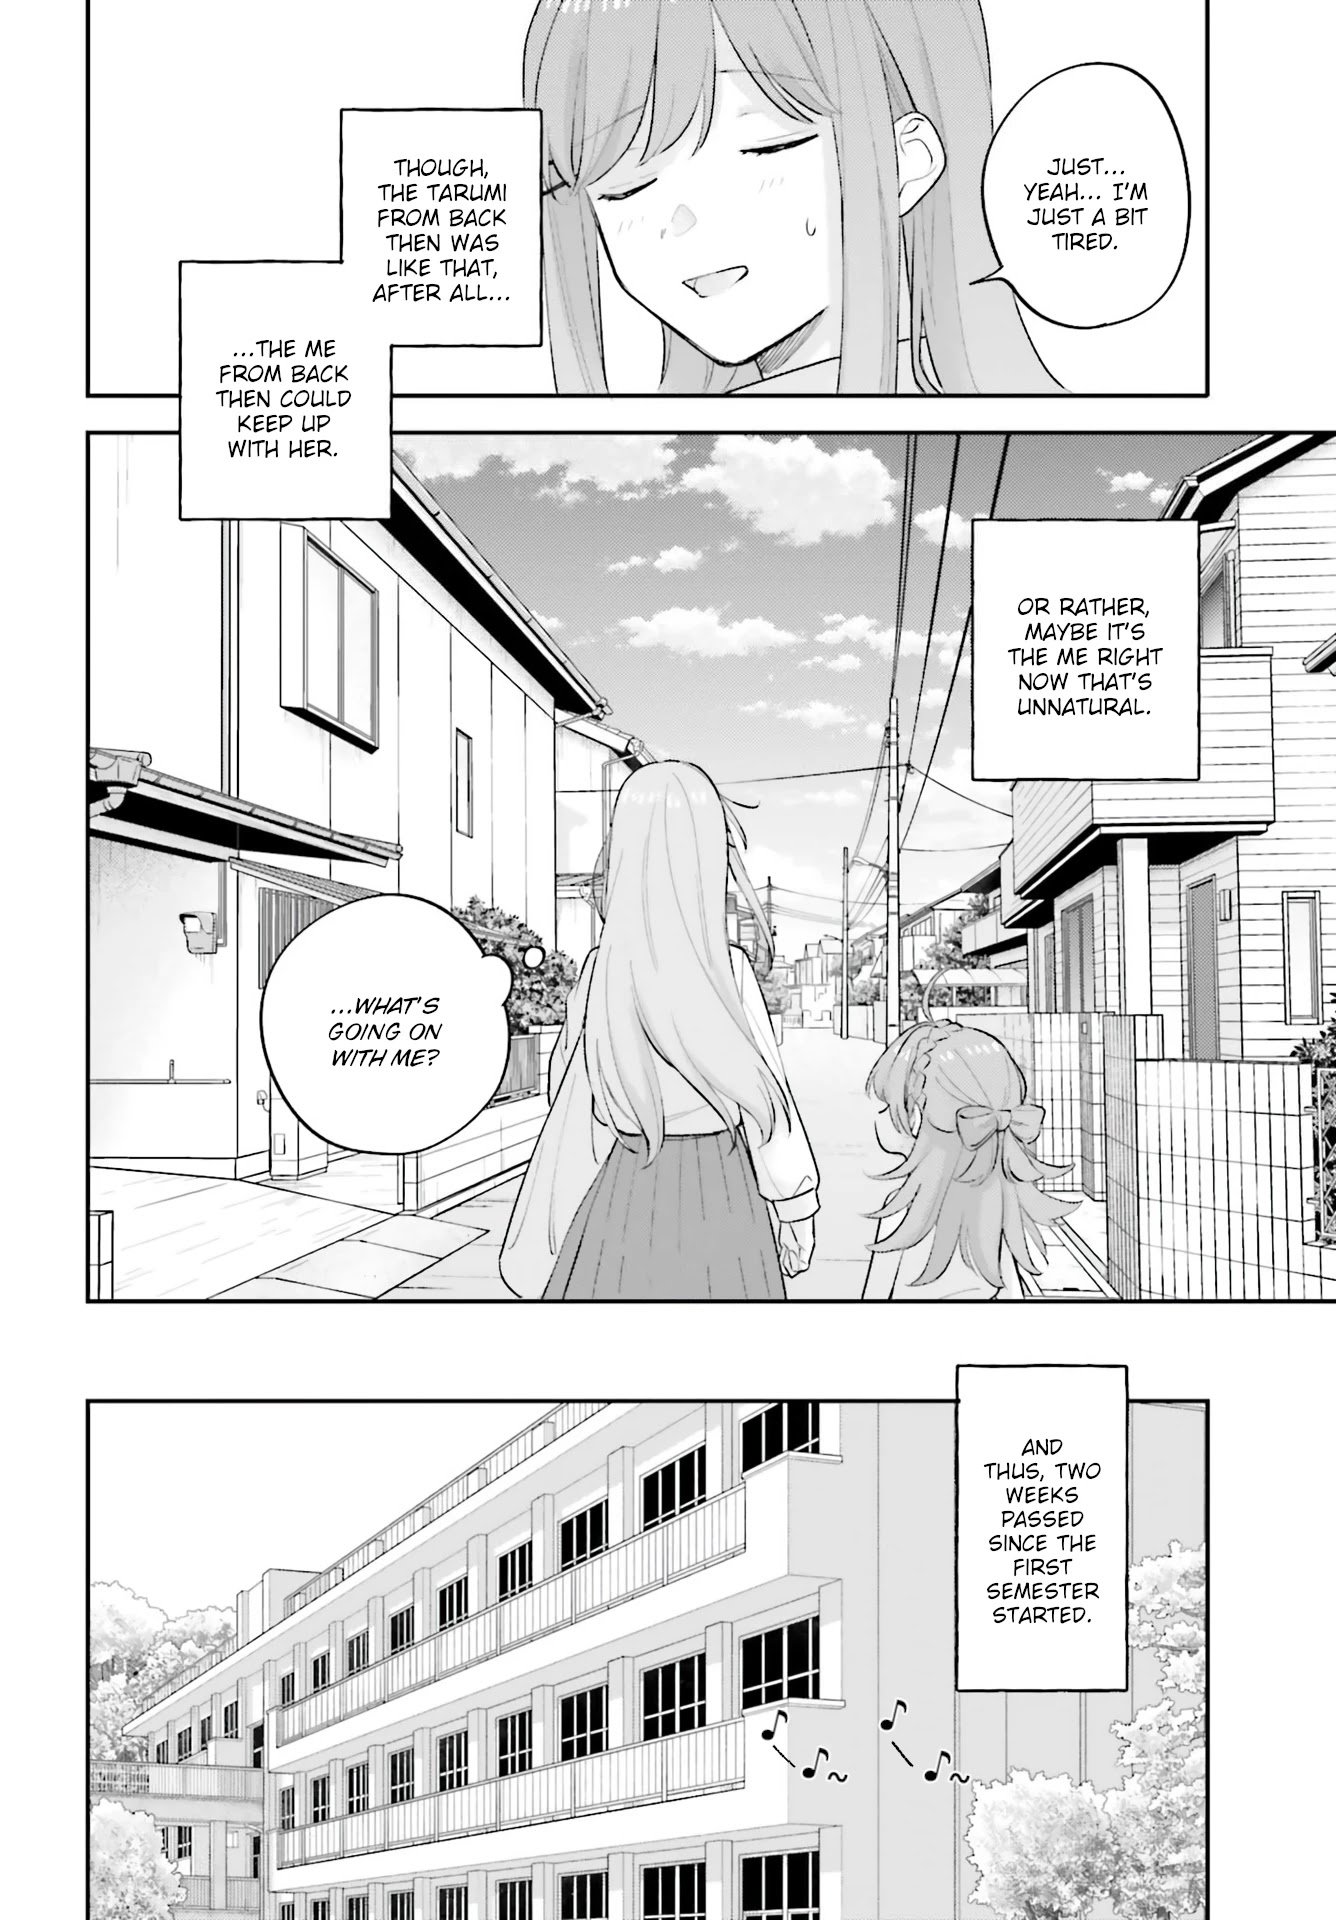 JUST...
YEAH... I'M
JUST A BIT
TIRED.
THOUGH,
THE TARUMI
FROM BACK
THEN WAS
LIKE THAT,
AFTER ALL...
...THE ME
FROM BACK
THEN COULD
KEEP UP
WITH HER.
OR RATHER,
MAYBE IT'S
THE ME RIGHT
NOW THAT'S
UNNATURAL.
...WHAT'S
GOING ON
WITH ME?
AND
THUS, TWO
WEEKS
PASSED
SINCE THE
FIRST
SEMESTER
STARTED.